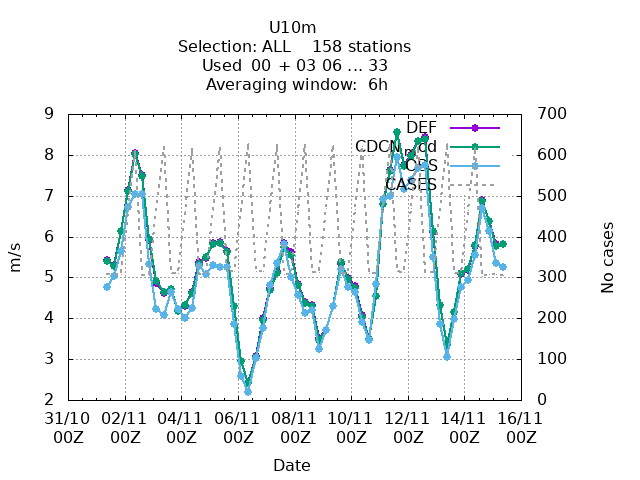 U10m
Selection: ALL    158 stations
Used  00 + 03 06 ... 33
Averaging window:  6h
9
8
7
6
5
4
3
2
700
600
500
400
300
200
100
0
m/s
No cases
DEF
OBS
CASES
31/10 02/11 04/11 06/11 08/11 10/11 12/11 14/11 16/11
00Z 00Z 00Z 00Z 00Z 00Z 00Z 00Z 00Z
Date